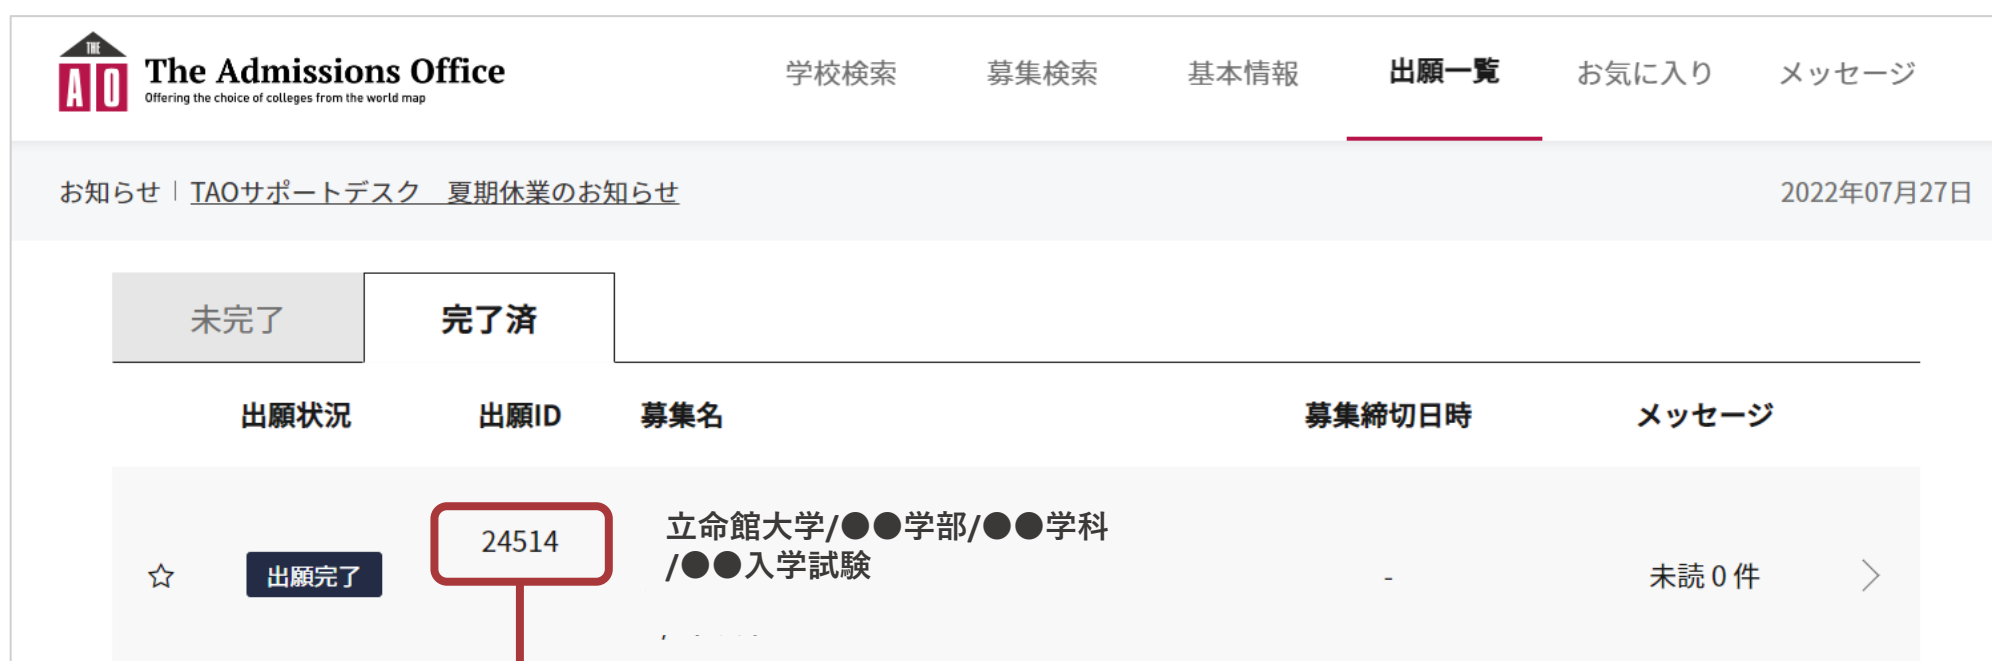 THE
AO
The Admissions Office
Offering the choice of colleges from the world map
学校検索 募集検索 基本情報 出願一覧 お気に入り メッセージ
お知らせ | TAOサポートデスク 夏期休業のお知らせ 2022年07月27日
未完了 完了済
出願状況 出願ID 募集名 募集締切日時 メッセージ
24514 立命館大学/●●学部/●●学科
/●●入学試験
☆ 出願完了 - 未読 0 件 >